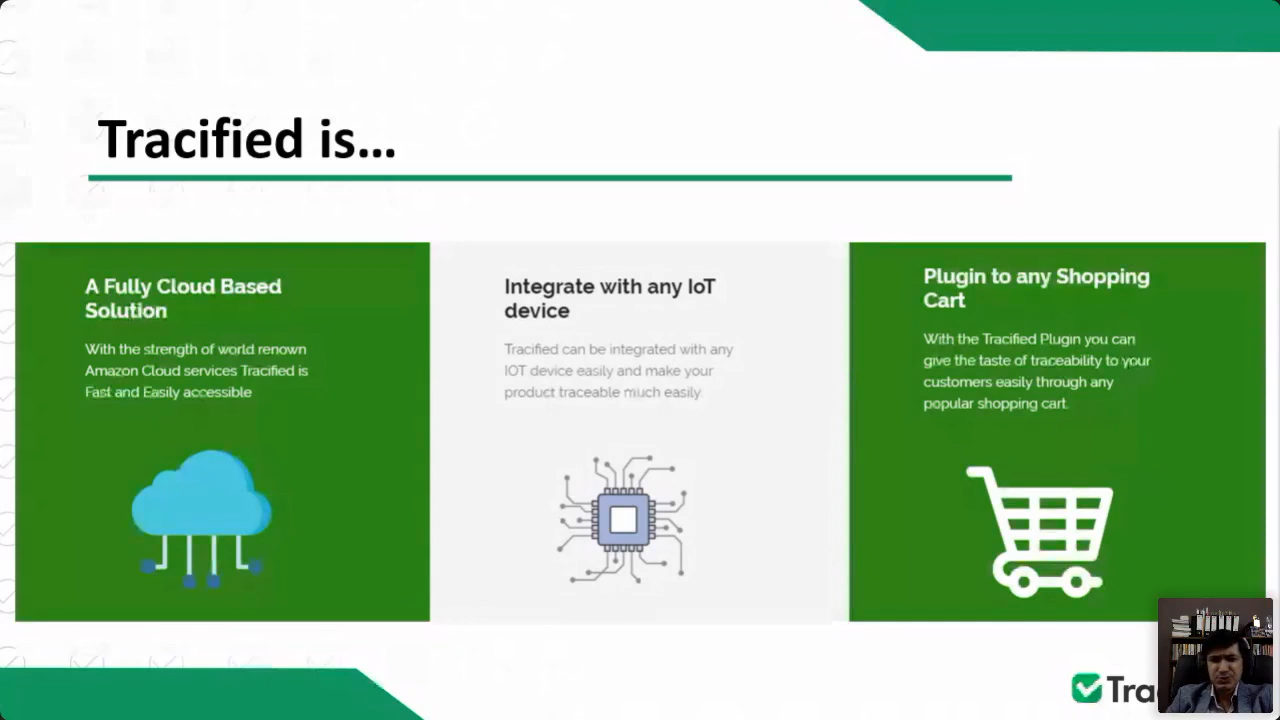 Tracified is...
A Fully Cloud Based
Solution
With the strength of world renown
Amazon Cloud services Tracified is
Fast and Easily accessible
Integrate with any IoT
device
Tracified can be integrated with any
IOT device easily and make your
product traceable much easily.
Plugin to any Shopping
Cart
With the Tracified Plugin you can
give the taste of traceability to your
customers easily through any
popular shopping cart.
Trac